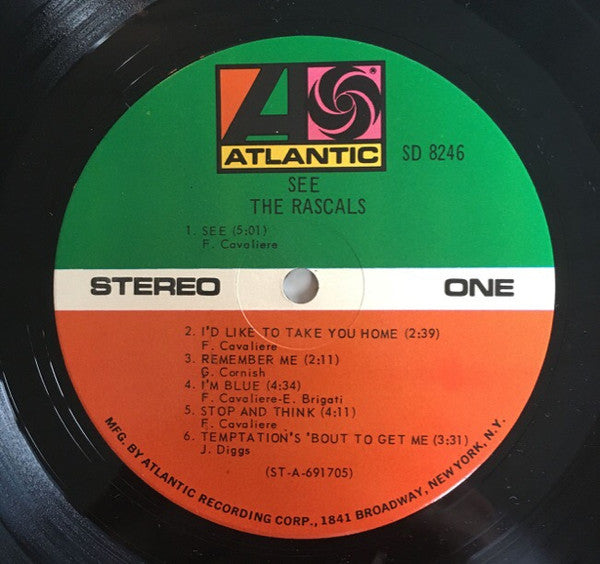 ATLANTIC
®
SD 8246
SEE
THE RASCALS
1. SEE (5:01)
F. Cavaliere
STEREO
ONE
2. I'D LIKE TO TAKE YOU HOME (2:39)
F. Cavaliere
3. REMEMBER ME (2:11)
G. Cornish
4. I'M BLUE (4:34)
F. Cavaliere-E. Brigati
5. STOP AND THINK (4:11)
F. Cavaliere
6. TEMPTATION'S 'BOUT TO GET ME (3:31)
J. Diggs
(ST-A-691705)
MFG. BY ATLANTIC RECORDING CORP., 1841 BROADWAY, NEW YORK, N.Y.